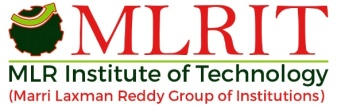 MLRIT
MLR Institute of Technology
(Marri Laxman Reddy Group of Institutions)